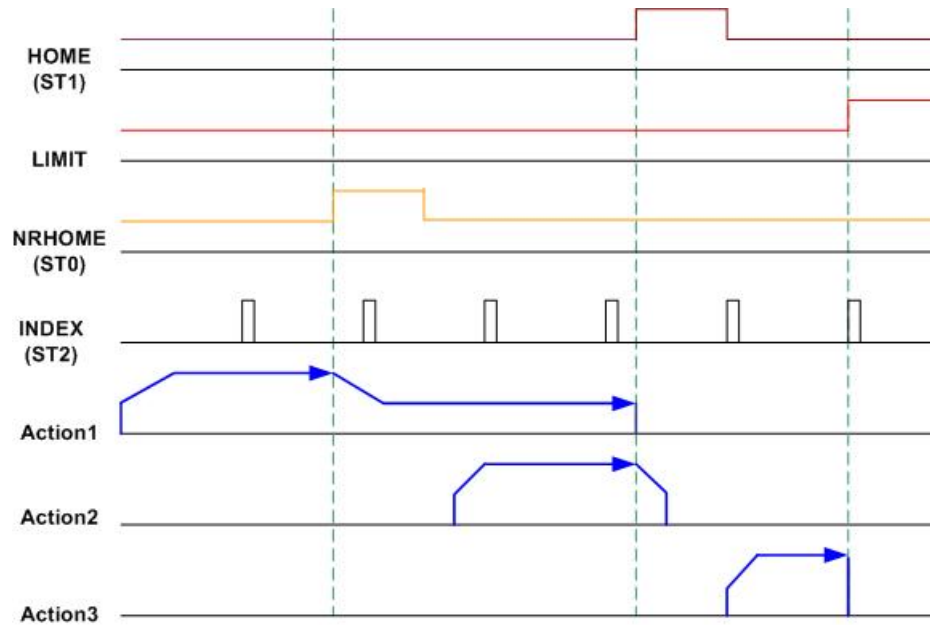 HOME
(ST1)
LIMIT
NRHOME
(ST0)
INDEX
(ST2)
Action1
Action2
Action3